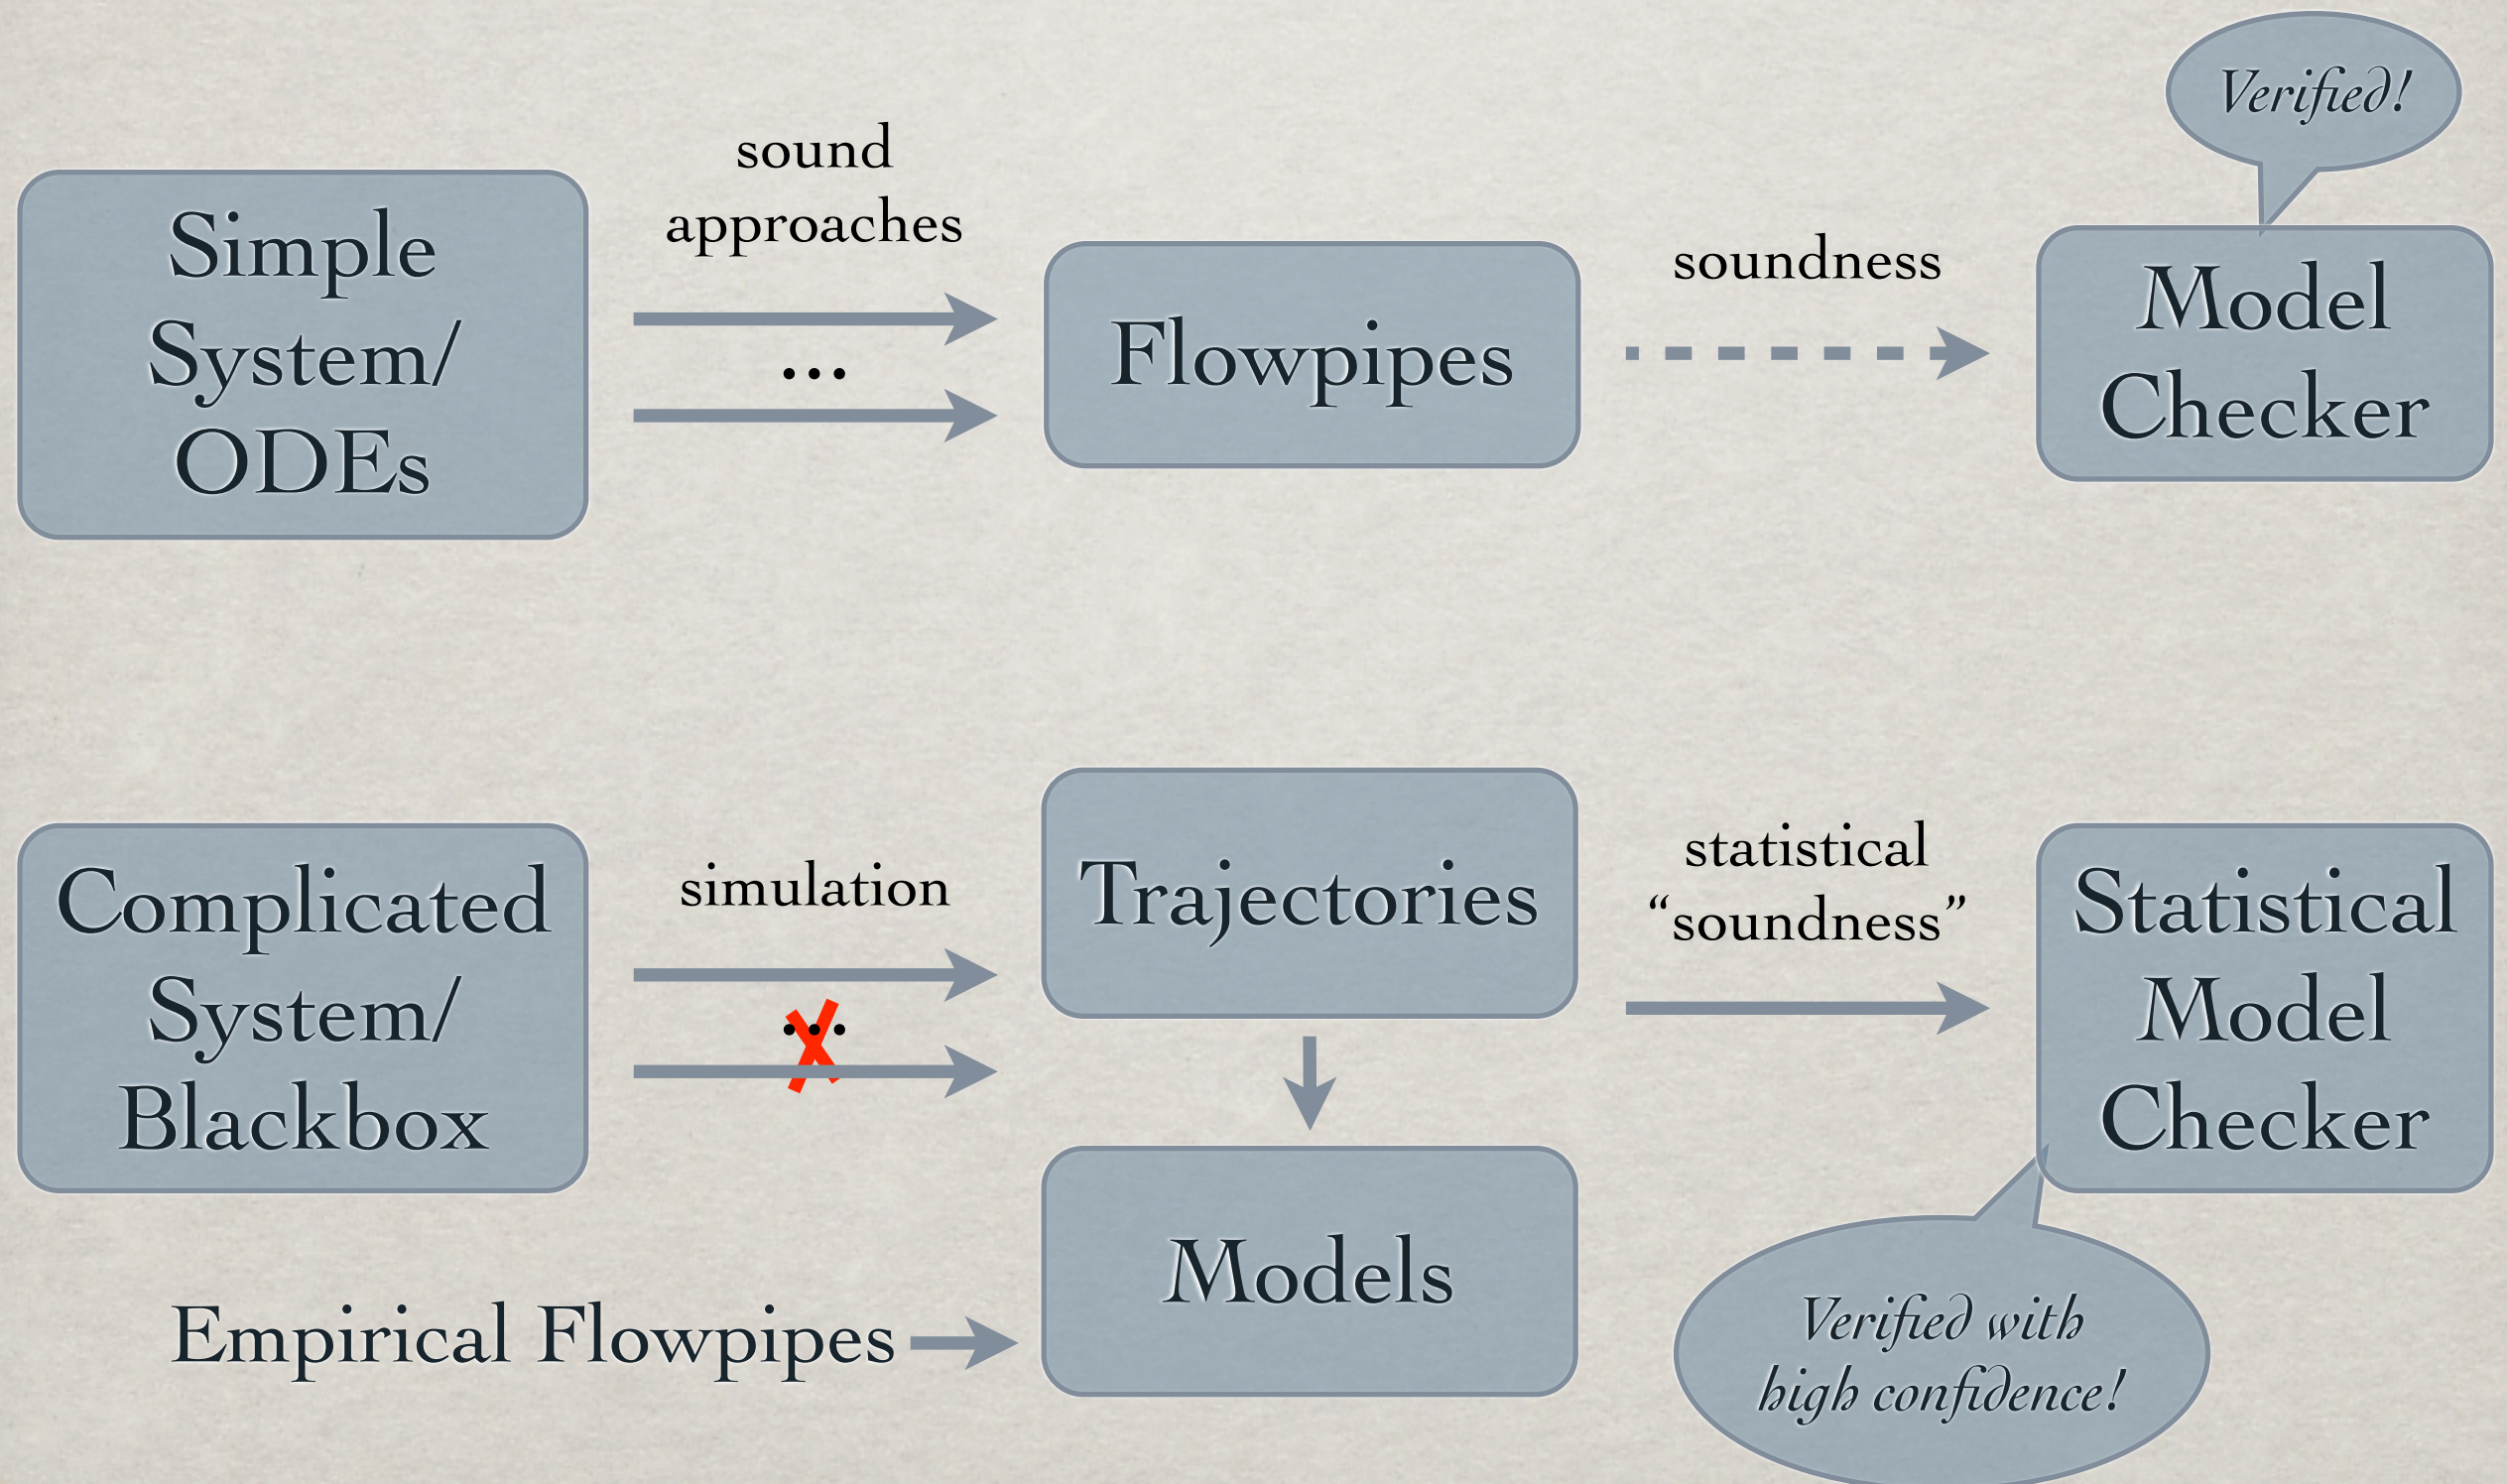 Verified!
sound
approaches
Simple
System/
ODEs
...
Flowpipes
soundness
Model
Checker
Complicated
System/
Blackbox
simulation
...
Trajectories
statistical
“soundness”
Statistical
Model
Checker
Models
Empirical Flowpipes
Verified with
high confidence!